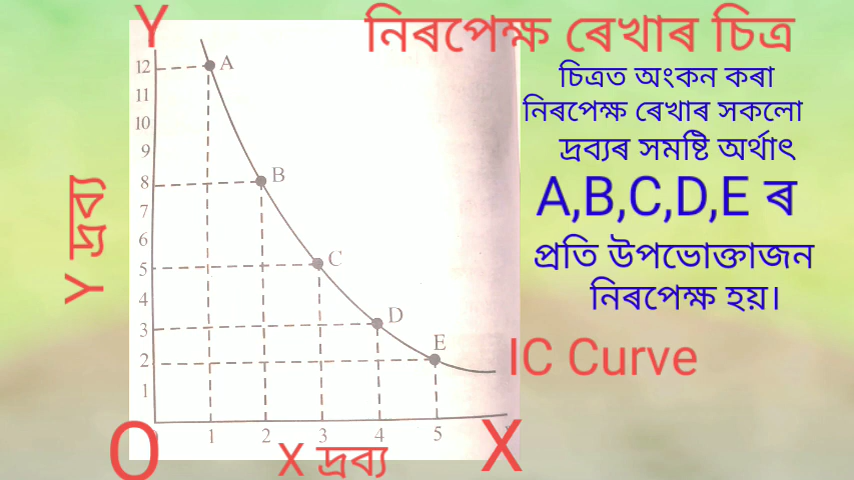 Y
নিৰপেক্ষ ৰেখাৰ চিত্ৰ
চিত্ৰত অংকন কৰা
নিৰপেক্ষ ৰেখাৰ সকলো
দ্ৰব্যৰ সমষ্টি অৰ্থাৎ
A,B,C,D,E ৰ
প্ৰতি উপভোক্তাজন
নিৰপেক্ষ হয়।
IC Curve
Y দ্ৰব্য
12
11
10
9
8
7
6
5
4
3
2
1
A
B
C
D
E
O
1 2 3 4 5
X দ্ৰব্য
X